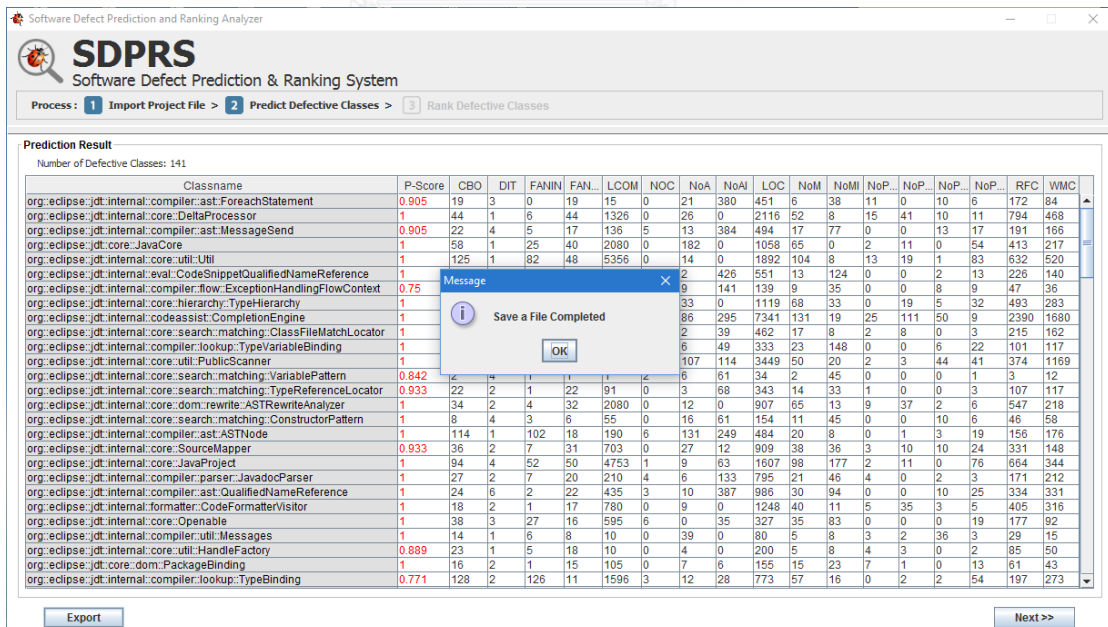 Software Defect Prediction and Ranking Analyzer
SDPRS
Software Defect Prediction & Ranking System
Process : 1 Import Project File > 2 Predict Defective Classes > 3 Rank Defective Classes
Prediction Result
Number of Defective Classes: 141
Classname P-Score CBO DIT FANIN FAN... LCOM NOC NoA NoAI LOC NoM NoMI NoP... NoP... NoP... NoP... RFC WMC
org::eclipse::jdt::internal::compiler::ast::ForeachStatement 0.905 19 3 0 19 15 0 21 380 451 6 38 11 0 10 6 172 84
org::eclipse::jdt::internal::core::DeltaProcessor 1 44 1 6 44 1326 0 26 0 2116 52 8 15 41 10 11 794 468
org::eclipse::jdt::internal::compiler::ast::MessageSend 0.905 22 4 5 17 136 5 13 384 494 17 77 0 0 13 17 191 166
org::eclipse::jdt::core::JavaCore 1 58 1 25 40 2080 0 182 0 1058 65 0 2 11 0 54 413 217
org::eclipse::jdt::internal::core::util::Util 1 125 1 82 48 5356 0 14 0 1892 104 8 13 19 1 83 632 520
org::eclipse::jdt::internal::eval::CodeSnippetQualifiedNameReference 1 2 426 551 13 124 0 0 2 13 226 140
org::eclipse::jdt::internal::compiler::flow::ExceptionHandlingFlowContext 0.75 9 141 139 9 35 0 0 8 9 47 36
org::eclipse::jdt::internal::core::hierarchy::TypeHierarchy 1 33 0 1119 68 33 0 19 5 32 493 283
org::eclipse::jdt::internal::codeassist::CompletionEngine 1 86 295 7341 131 19 25 111 50 9 2390 1680
org::eclipse::jdt::internal::core::search::matching::ClassFileMatchLocator 1 2 39 462 17 8 2 8 0 3 215 162
org::eclipse::jdt::internal::compiler::lookup::TypeVariableBinding 1 6 49 333 23 148 0 0 6 22 101 117
org::eclipse::jdt::internal::core::util::PublicScanner 1 107 114 3449 50 20 2 3 44 41 374 1169
org::eclipse::jdt::internal::core::search::matching::VariablePattern 0.842 2 4 1 1 1 2 6 61 34 2 45 0 0 0 1 3 12
org::eclipse::jdt::internal::core::search::matching::TypeReferenceLocator 0.933 22 2 1 22 91 0 3 68 343 14 33 1 0 0 3 107 117
org::eclipse::jdt::internal::core::dom::rewrite::ASTRewriteAnalyzer 1 34 2 4 32 2080 0 12 0 907 65 13 9 37 2 6 547 218
org::eclipse::jdt::internal::core::search::matching::ConstructorPattern 1 8 4 3 6 55 0 16 61 154 11 45 0 0 10 6 46 58
org::eclipse::jdt::internal::compiler::ast::ASTNode 1 114 1 102 18 190 6 131 249 484 20 8 0 1 3 19 156 176
org::eclipse::jdt::internal::core::SourceMapper 0.933 36 2 7 31 703 0 27 12 909 38 36 3 10 10 24 331 148
org::eclipse::jdt::internal::core::JavaProject 1 94 4 52 50 4753 1 9 63 1607 98 177 2 11 0 76 664 344
org::eclipse::jdt::internal::compiler::parser::JavadocParser 1 27 2 7 20 210 4 6 133 795 21 46 4 0 2 3 171 212
org::eclipse::jdt::internal::compiler::ast::QualifiedNameReference 1 24 6 2 22 435 3 10 387 986 30 94 0 0 10 25 334 331
org::eclipse::jdt::internal::formatter::CodeFormatterVisitor 1 18 2 1 17 780 0 9 0 1248 40 11 5 35 3 5 405 316
org::eclipse::jdt::internal::core::Openable 1 38 3 27 16 595 6 0 35 327 35 83 0 0 0 19 177 92
org::eclipse::jdt::internal::compiler::util::Messages 1 14 1 6 8 10 0 39 0 80 5 8 3 2 36 3 29 15
org::eclipse::jdt::internal::core::util::HandleFactory 0.889 23 1 5 18 10 0 4 0 200 5 8 4 3 0 2 85 50
org::eclipse::jdt::core::dom::PackageBinding 1 16 2 1 15 105 0 7 6 155 15 23 7 1 0 13 61 43
org::eclipse::jdt::internal::compiler::lookup::TypeBinding 0.771 128 2 126 11 1596 3 12 28 773 57 16 0 2 2 54 197 273
Message
Save a File Completed
OK
Export
Next >>